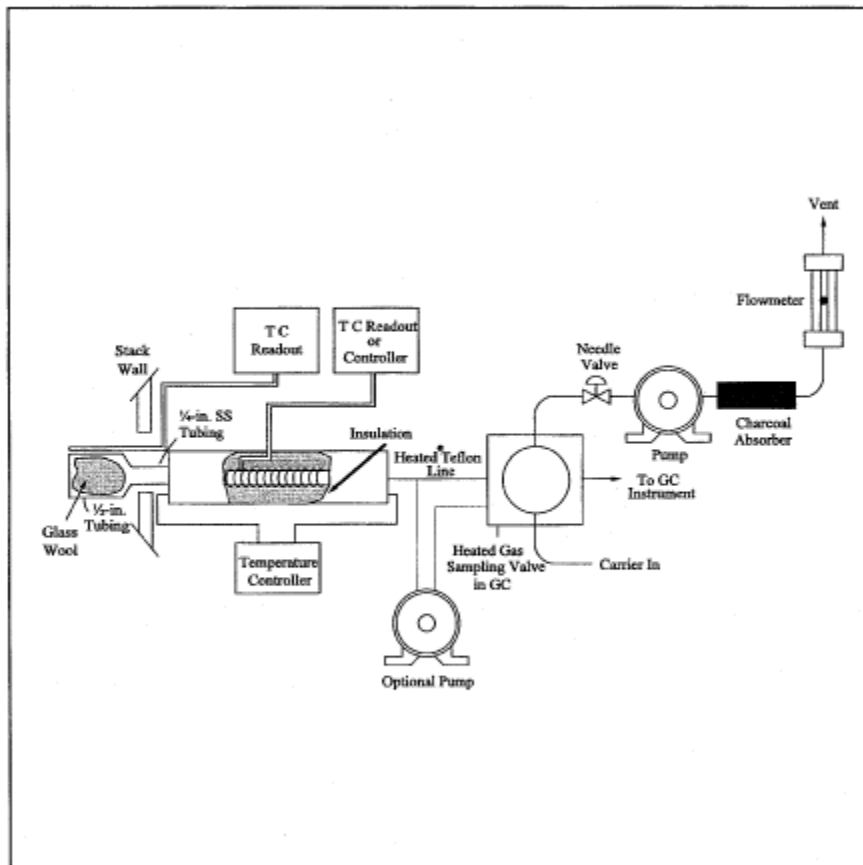 Vent
Flowmeter
T C
Readout
T C Readout
or
Controller
Stack
Wall
Needle
Valve
¼-in. SS
Tubing
Insulation
Heated*Teflon
Line
Pump
Charcoal
Absorber
To GC
Instrument
½-in.
Tubing
Glass
Wool
Temperature
Controller
Heated Gas
Sampling Valve
in GC
Carrier In
Optional Pump